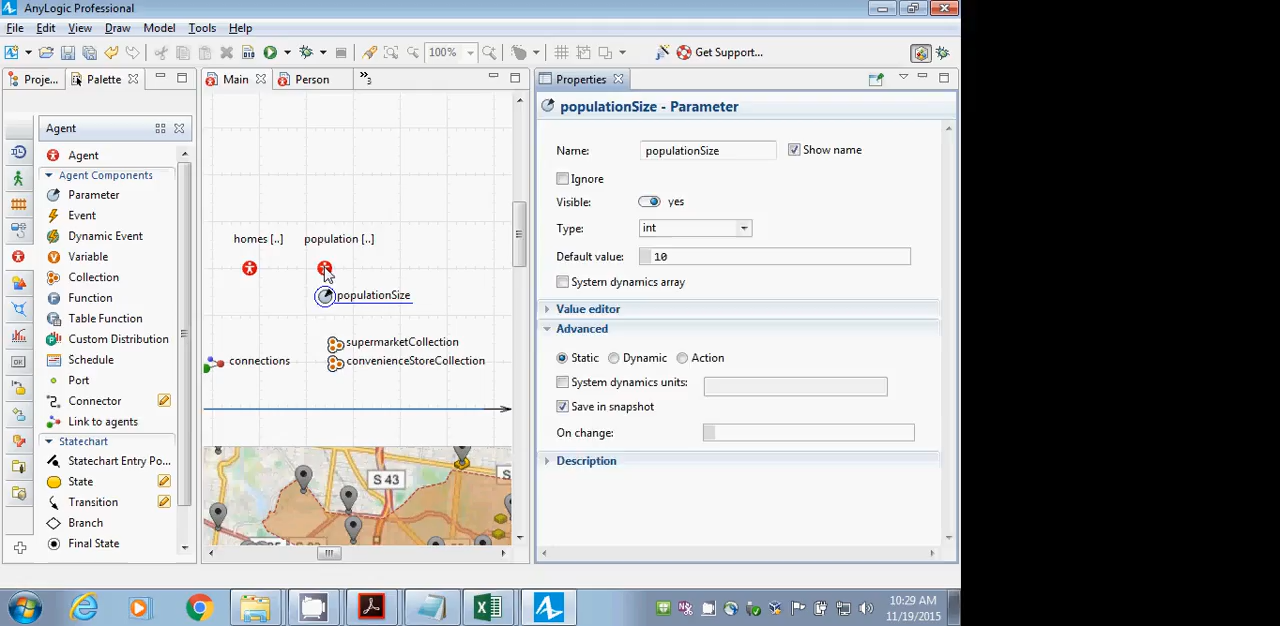 AnyLogic Professional
File Edit View Draw Model Tools Help
100% Get Support...
Proje... Palette Main Person »3 Properties
Agent
Agent
Agent Components
Parameter
Event
Dynamic Event
Variable
Collection
Function
Table Function
Custom Distribution
Schedule
Port
Connector
Link to agents
Statechart
Statechart Entry Po...
State
Transition
Branch
Final State
homes [..] population [..]
populationSize
supermarketCollection
connections convenienceStoreCollection
S 43
populationSize - Parameter
Name: populationSize Show name
Ignore
Visible: yes
Type: int
Default value: 10
System dynamics array
Value editor
Advanced
Static Dynamic Action
System dynamics units:
Save in snapshot
On change:
Description
10:29 AM
11/19/2015